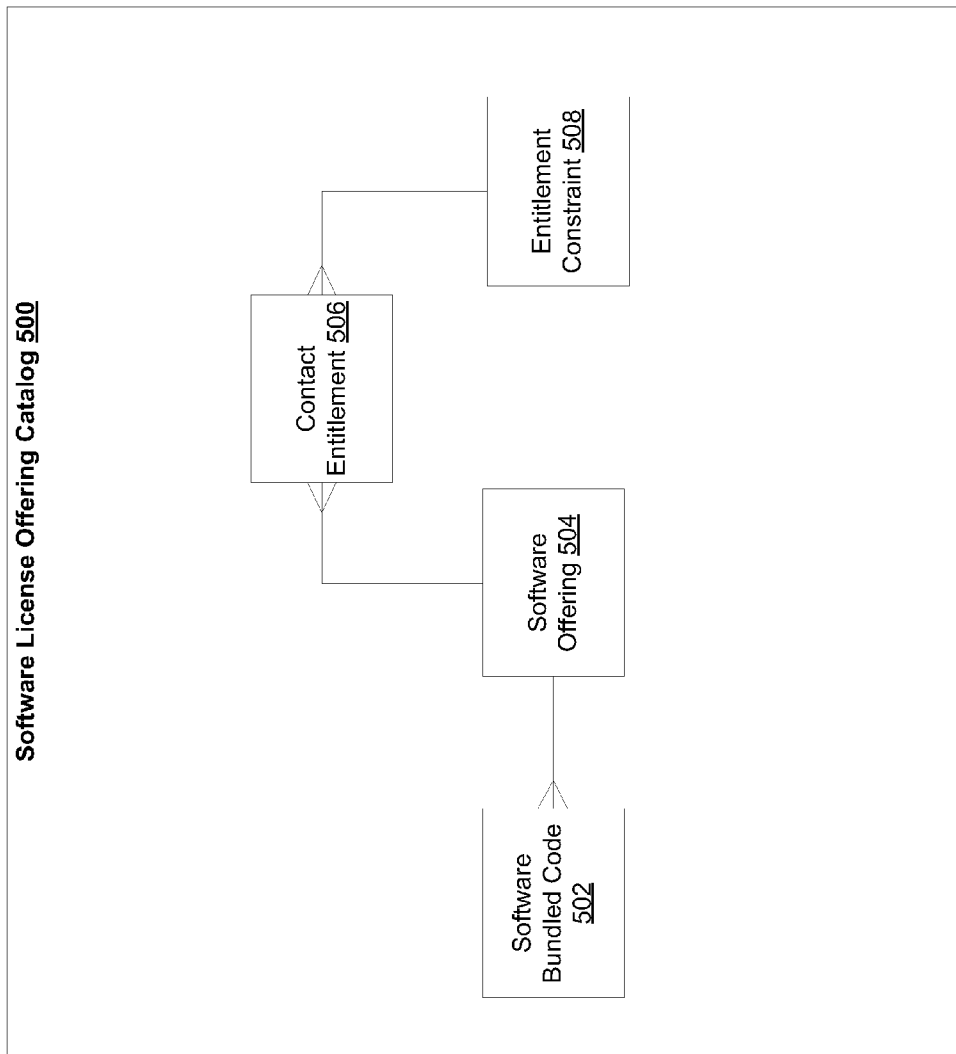 Software License Offering Catalog 500
Contact
Entitlement 506
Software
Bundled Code
502
Software
Offering 504
Entitlement
Constraint 508